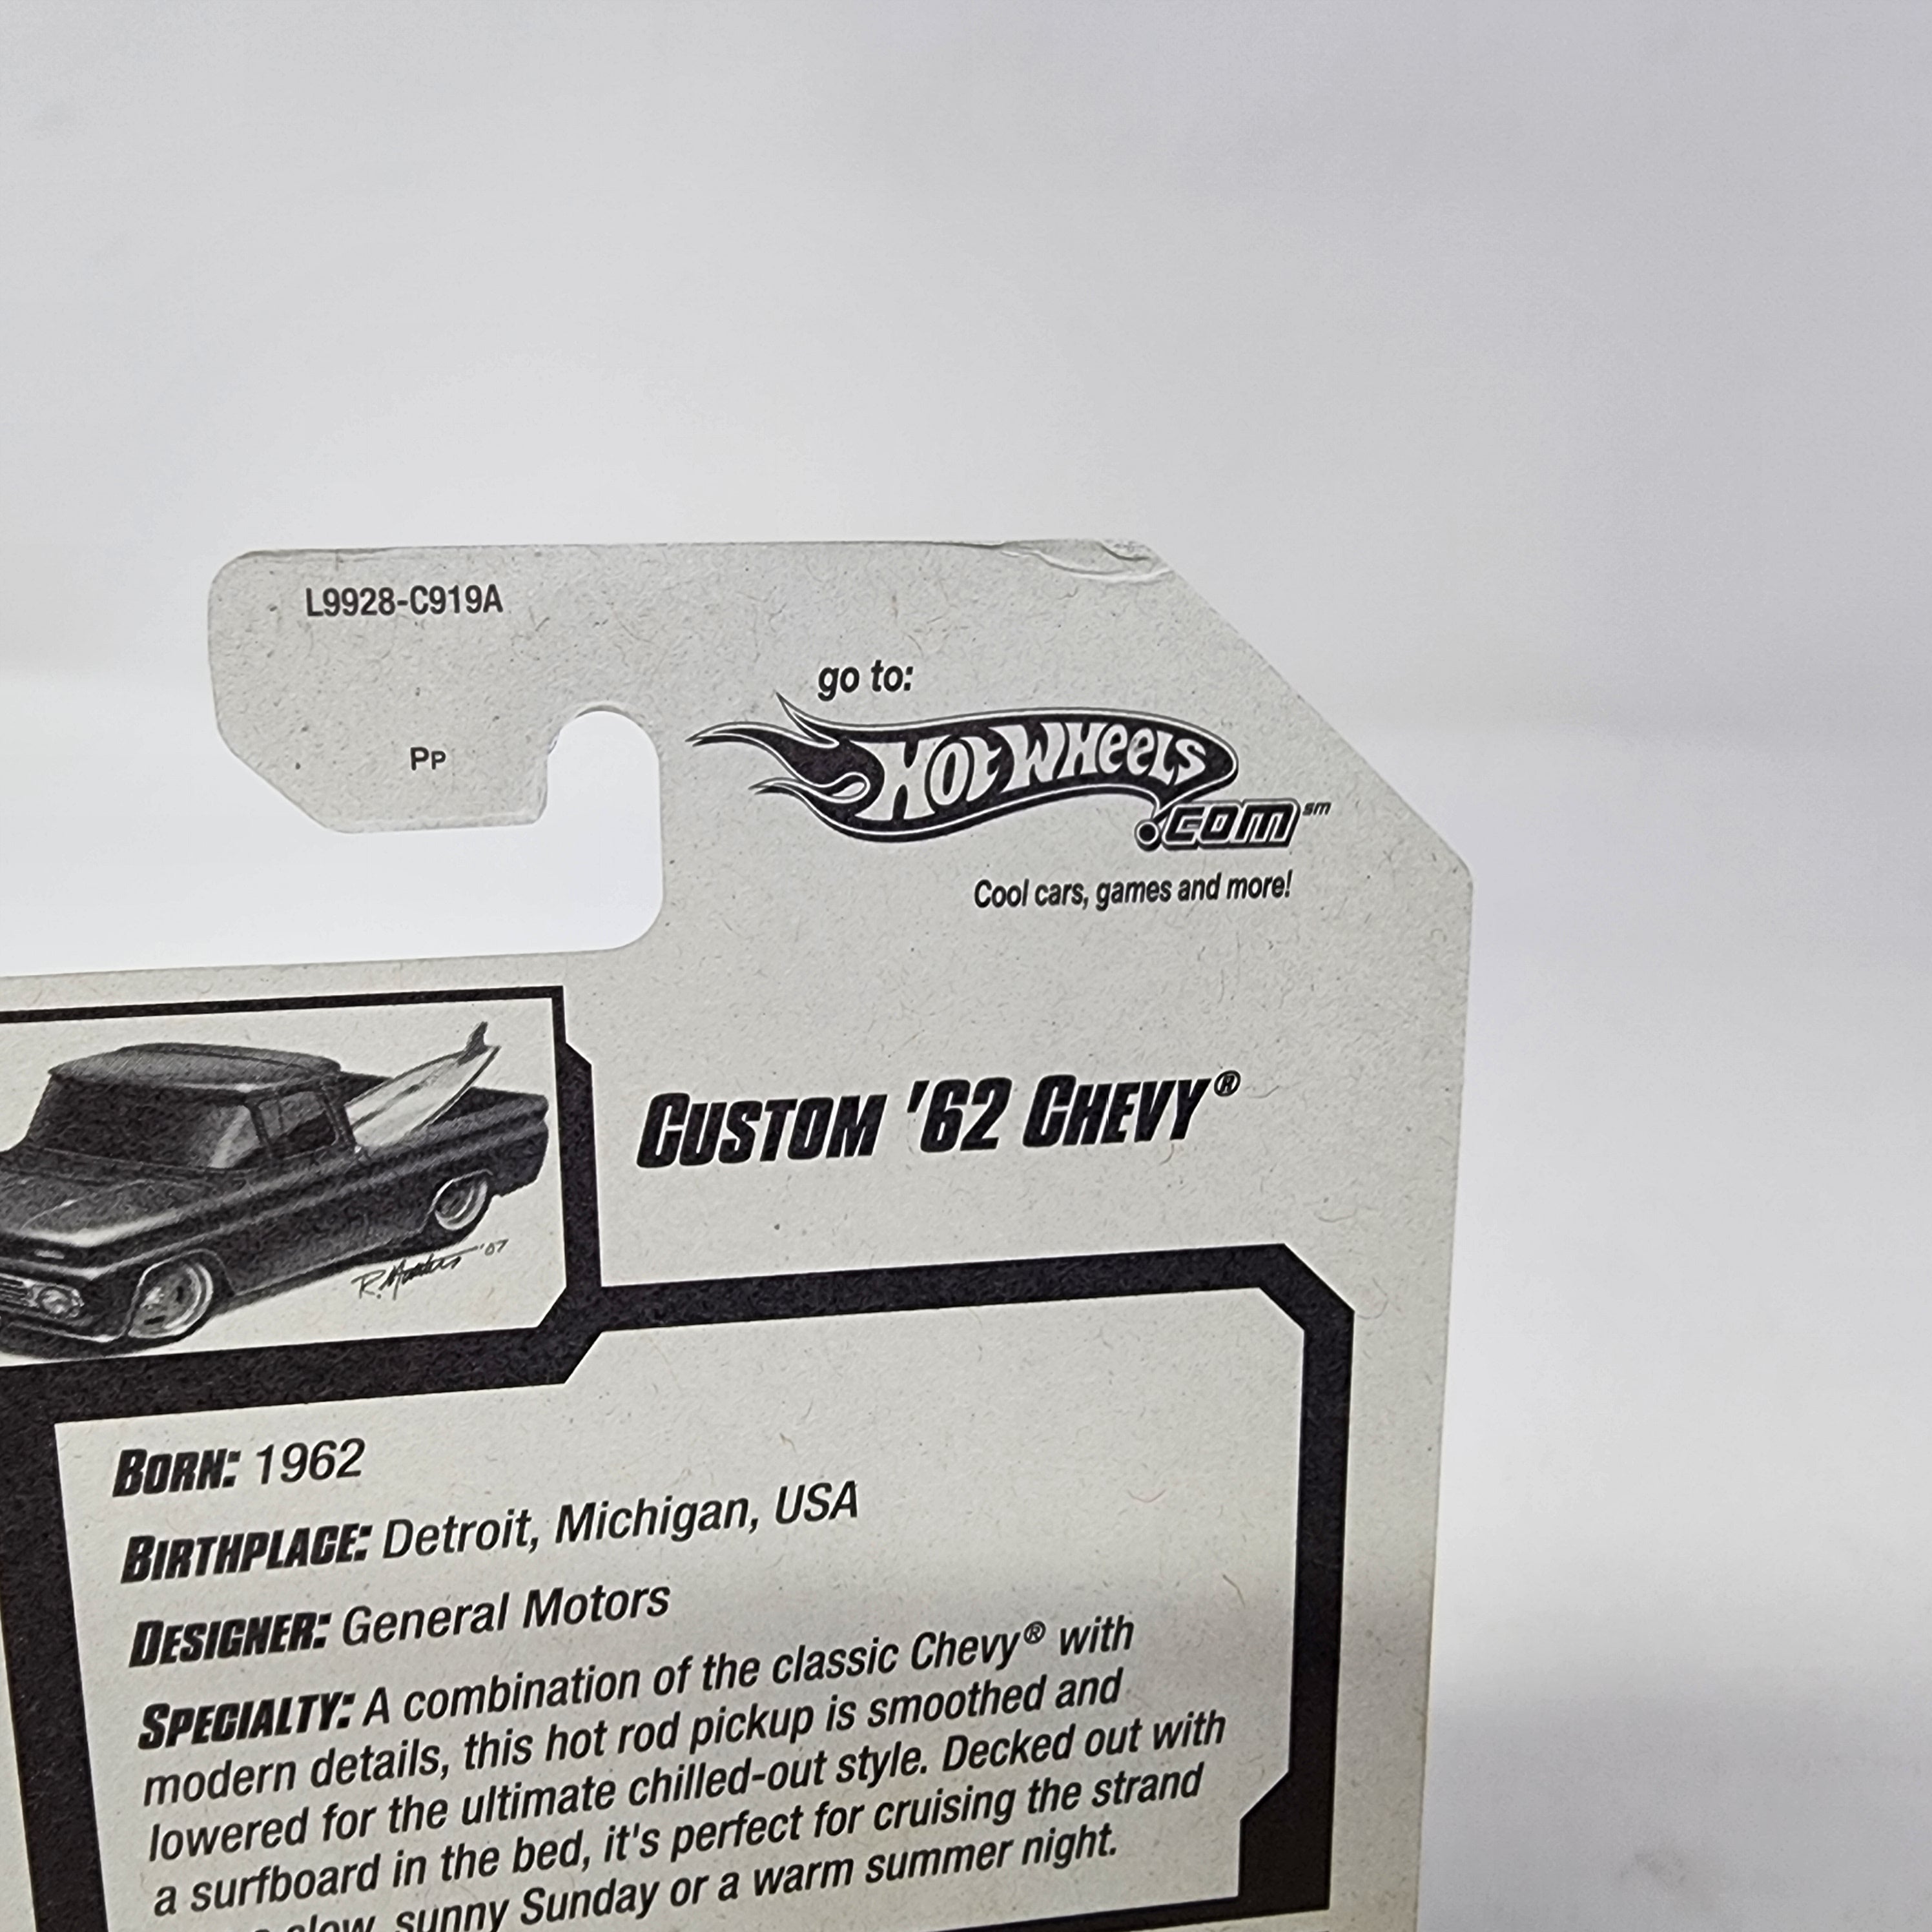 L9928-C919A
PP
go to:
Hot Wheels
.com℠
Cool cars, games and more!
CUSTOM '62 CHEVY®
'07
BORN: 1962
BIRTHPLACE: Detroit, Michigan, USA
DESIGNER: General Motors
SPECIALTY: A combination of the classic Chevy® with
modern details, this hot rod pickup is smoothed and
lowered for the ultimate chilled-out style. Decked out with
a surfboard in the bed, it's perfect for cruising the strand
slow, sunny Sunday or a warm summer night.